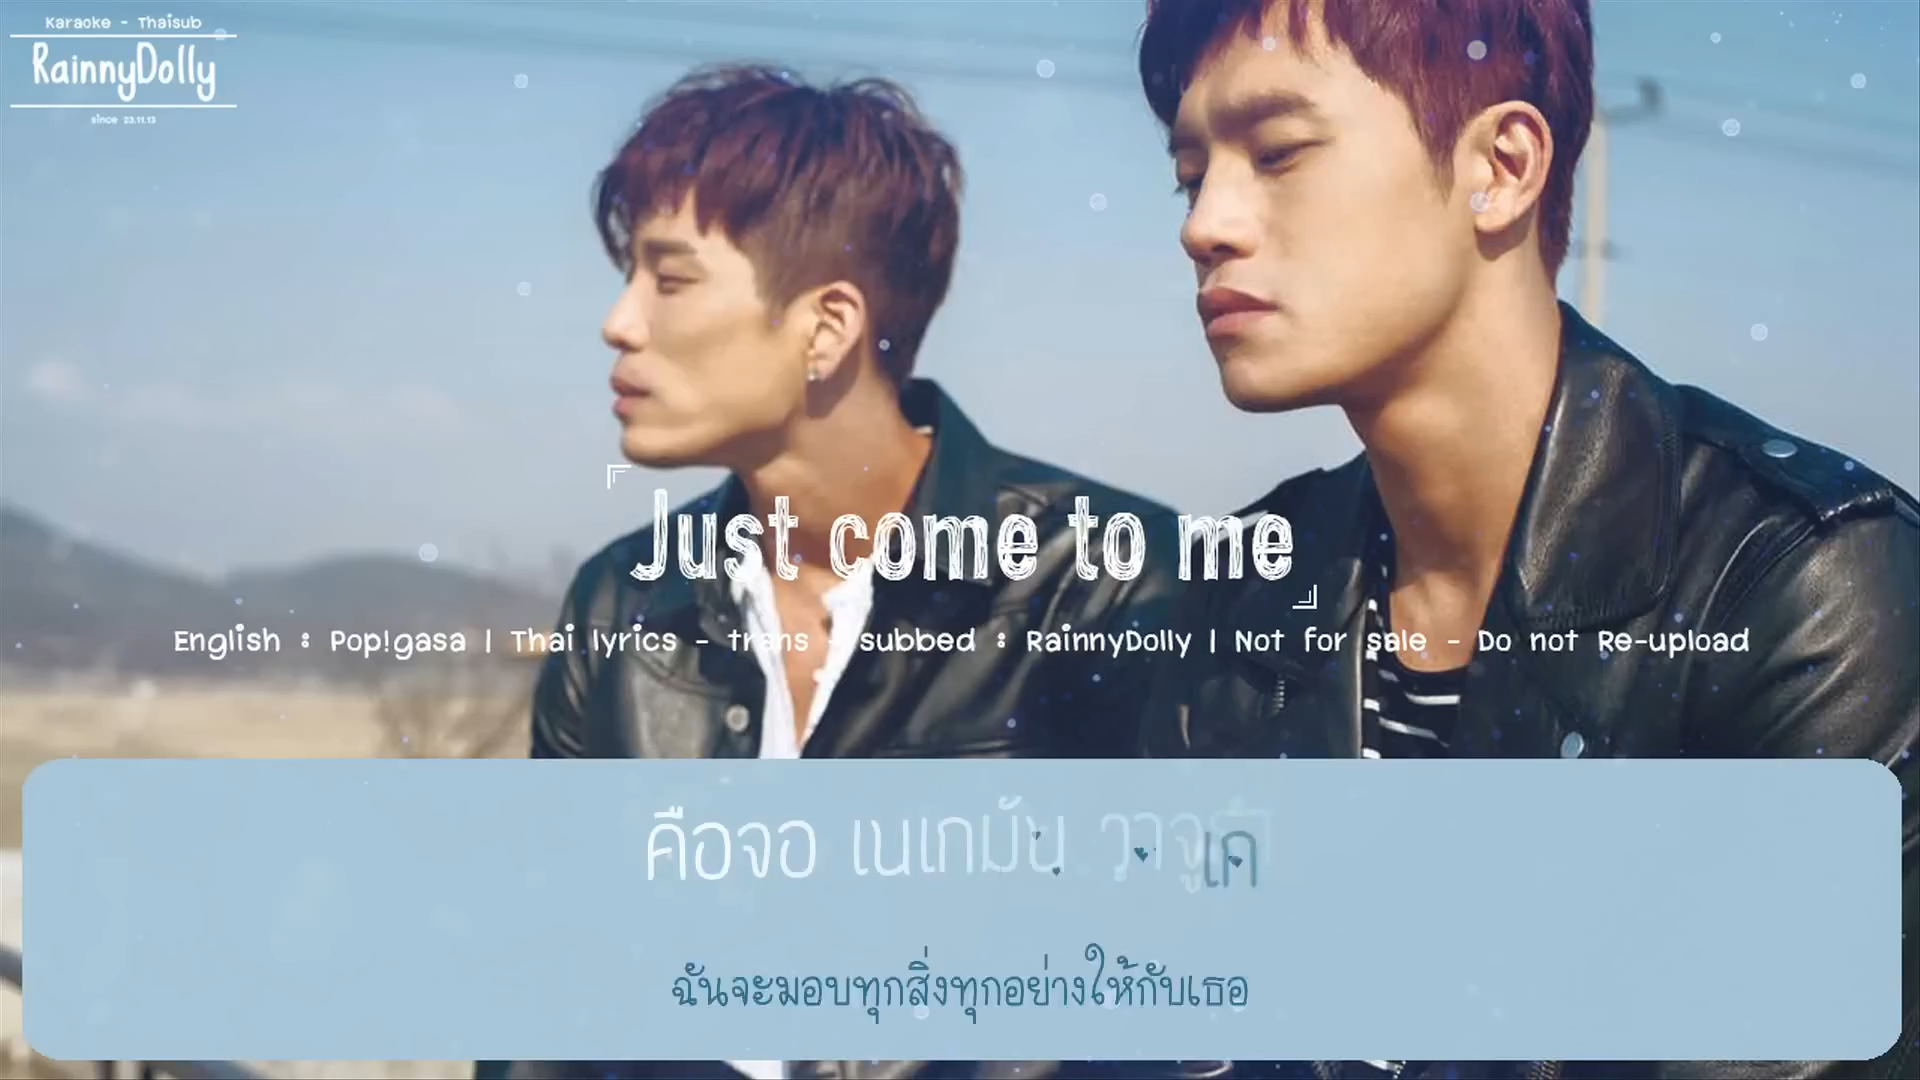 Karaoke - Thaisub
RainnyDolly
since 23.11.13
Just come to me
English : Pop!gasa | Thai lyrics - trans - subbed : RainnyDolly | Not for sale - Do not Re-upload
คือจอ เนเกมัน วาจู
ฉันจะมอบทุกสิ่งทุกอย่างให้กับเธอ